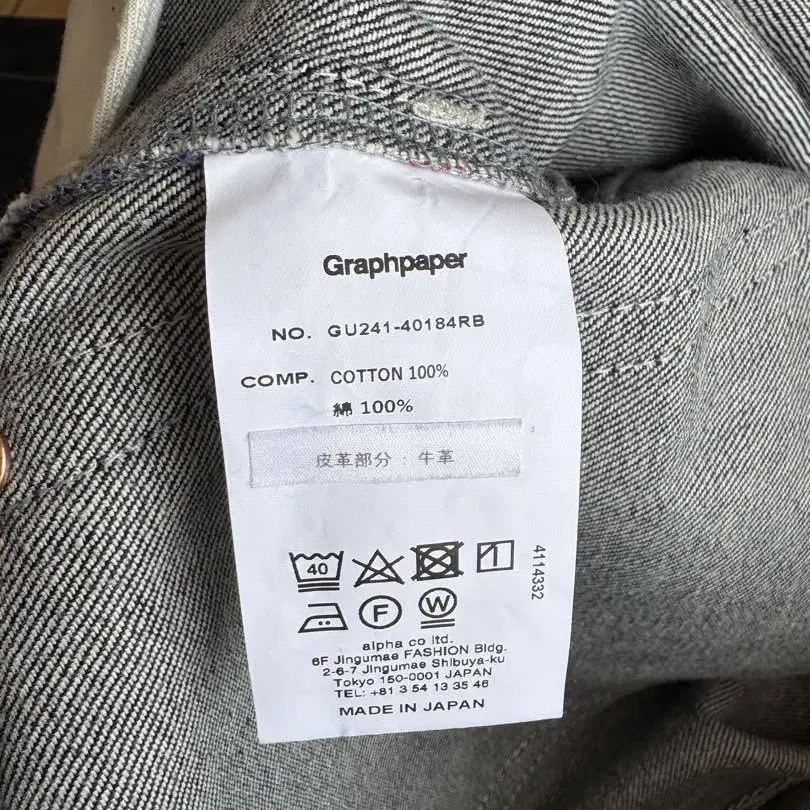 Graphpaper
NO. GU241-40184RB
COMP. COTTON 100%
綿 100%
皮革部分：牛革
40
F
W
4114332
alpha co ltd.
6F Jingumae FASHION Bldg.
2-6-7 Jingumae Shibuya-ku
Tokyo 150-0001 JAPAN
TEL: +81 3 54 13 35 46
MADE IN JAPAN